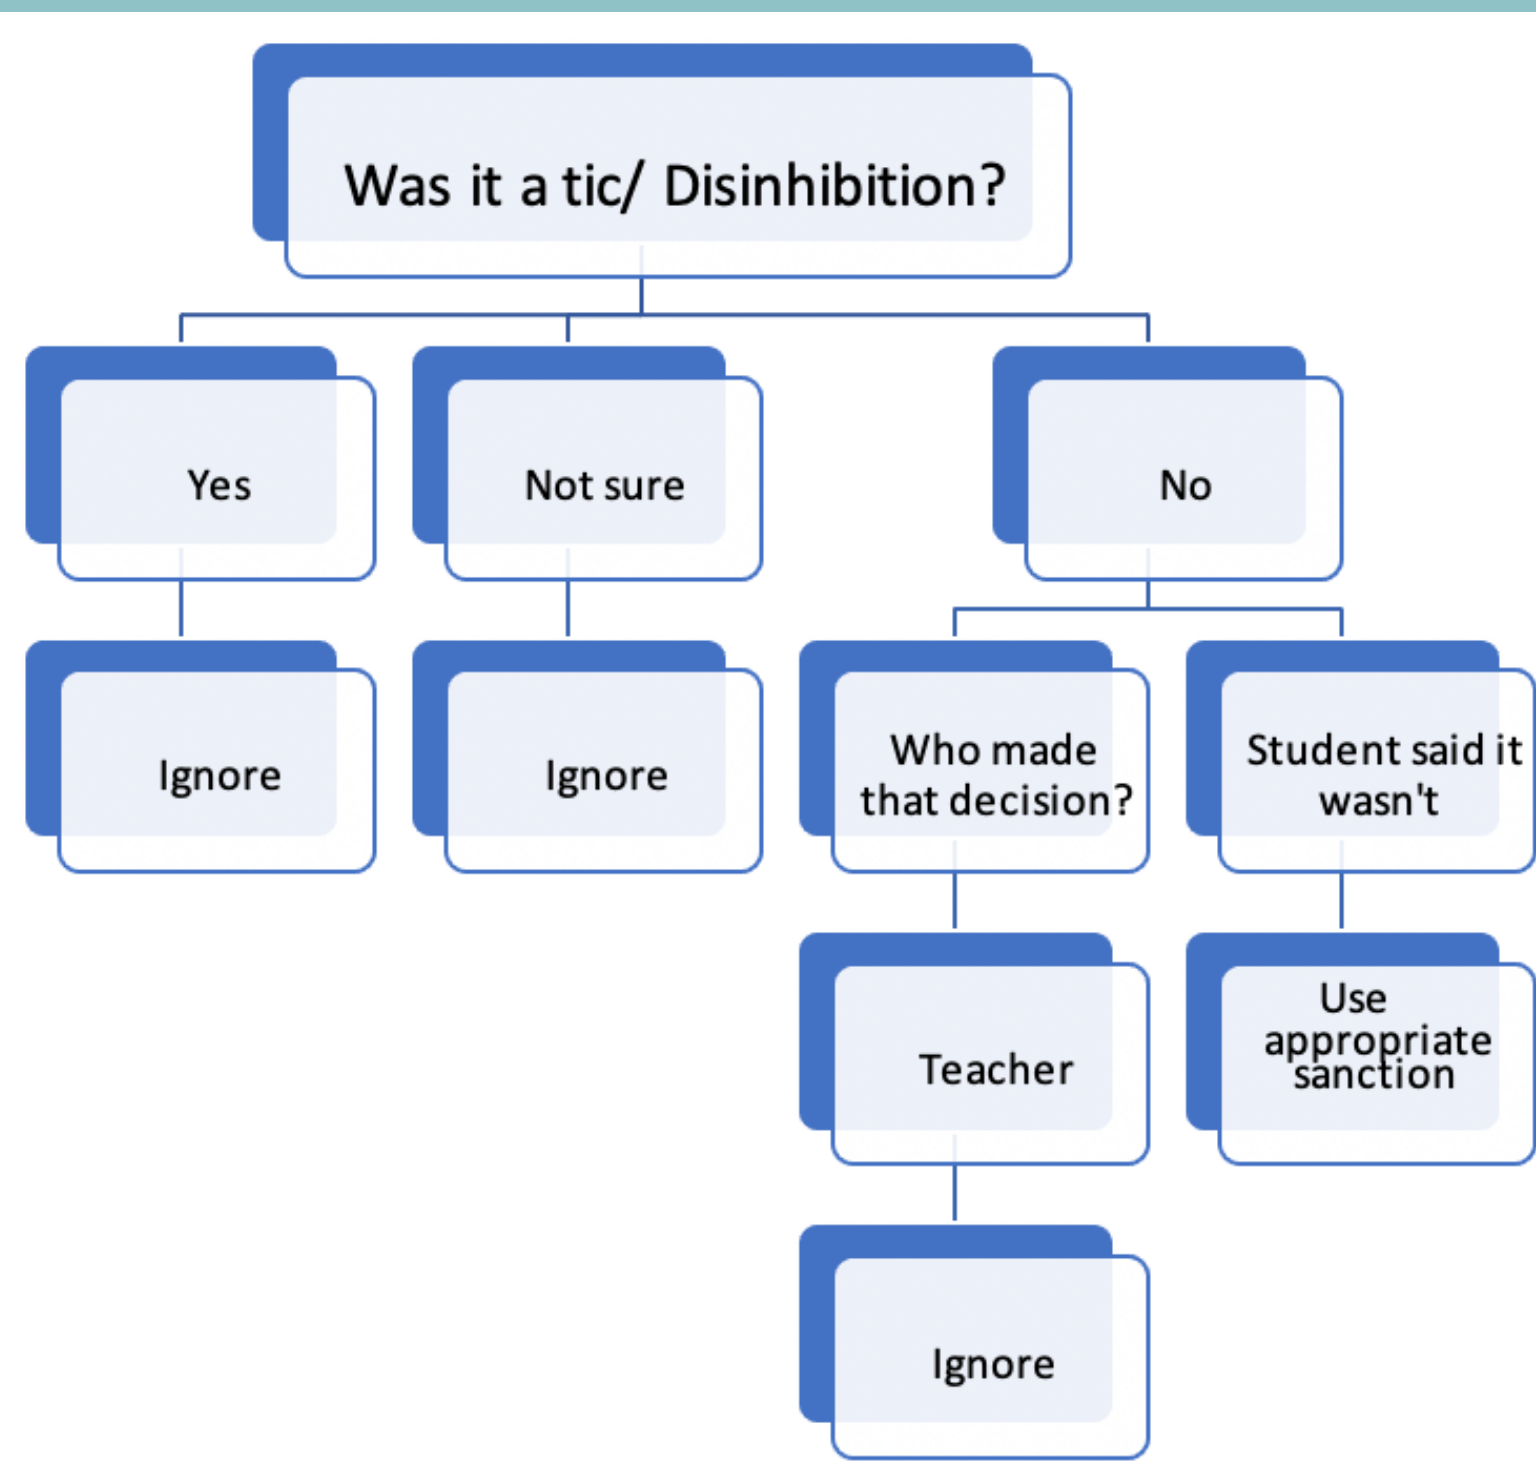 Was it a tic/ Disinhibition?
Yes
Not sure
No
Ignore
Ignore
Who made
that decision?
Student said it
wasn't
Teacher
Use
appropriate
sanction
Ignore